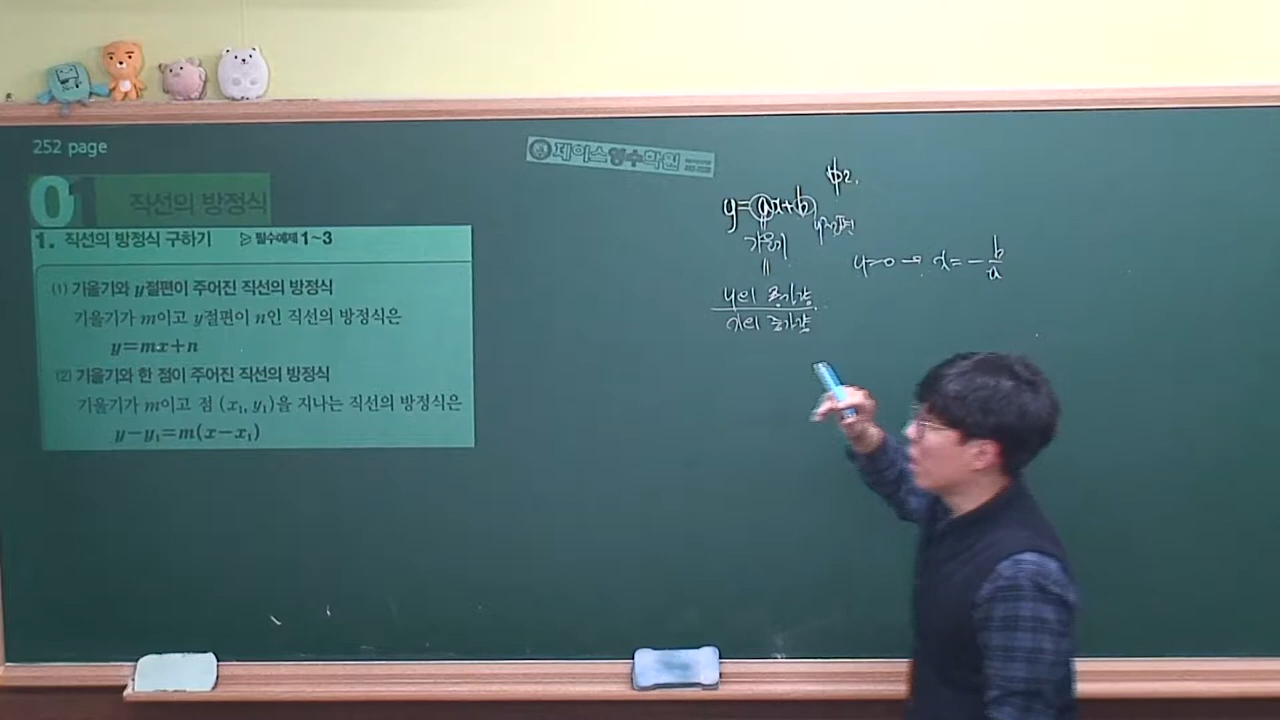 252 page
제이스영수학원
01 직선의 방정식
1. 직선의 방정식 구하기 ▷ 필수예제 1~3
(1) 기울기와 y절편이 주어진 직선의 방정식
기울기가 m이고 y절편이 n인 직선의 방정식은
y=mx+n
(2) 기울기와 한 점이 주어진 직선의 방정식
기울기가 m이고 점 (x₁, y₁)을 지나는 직선의 방정식은
y-y₁=m(x-x₁)
중2.
y=ax+b
기울기
y절편
=
y=0 → x=-b/a
y의 증가량
x의 증가량